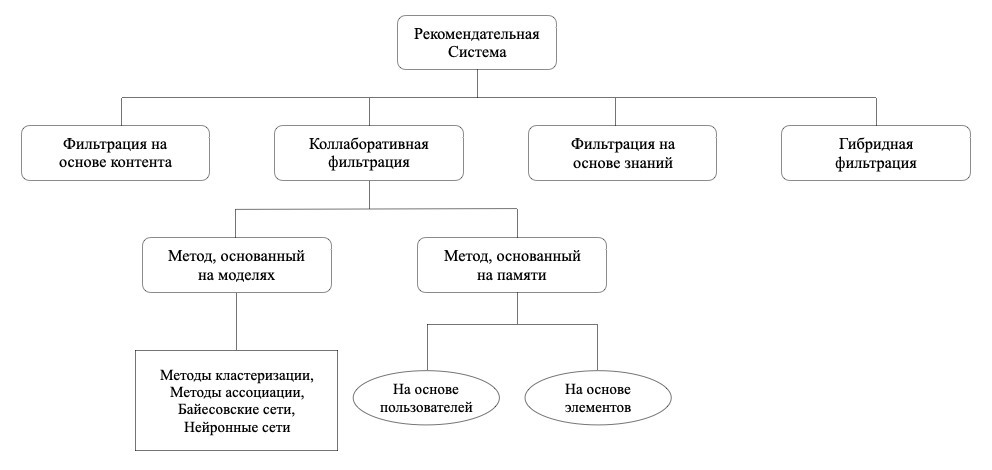 Рекомендательная
Система
Фильтрация на
основе контента
Коллаборативная
фильтрация
Фильтрация на
основе знаний
Гибридная
фильтрация
Метод, основанный
на моделях
Метод, основанный
на памяти
Методы кластеризации,
Методы ассоциации,
Байесовские сети,
Нейронные сети
На основе
пользователей
На основе
элементов